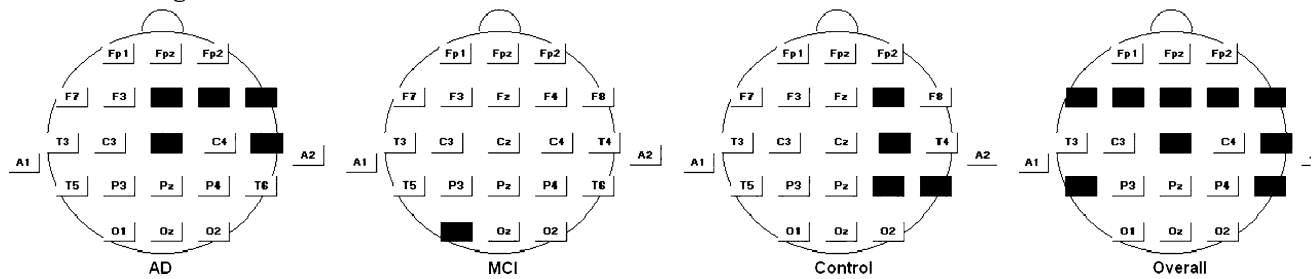 Fp1 Fpz Fp2
F7 F3
T3 C3 C4
A1 A2
T5 P3 Pz P4 T6
O1 Oz O2
AD
Fp1 Fpz Fp2
F7 F3 Fz F4 F8
T3 C3 Cz C4 T4
A1 A2
T5 P3 Pz P4 T6
Oz O2
MCI
Fp1 Fpz Fp2
F7 F3 Fz F8
T3 C3 Cz T4
A1 A2
T5 P3 Pz
O1 Oz O2
Control
Fp1 Fpz Fp2
T3 C3 C4
A1
P3 Pz P4
O1 Oz O2
Overall